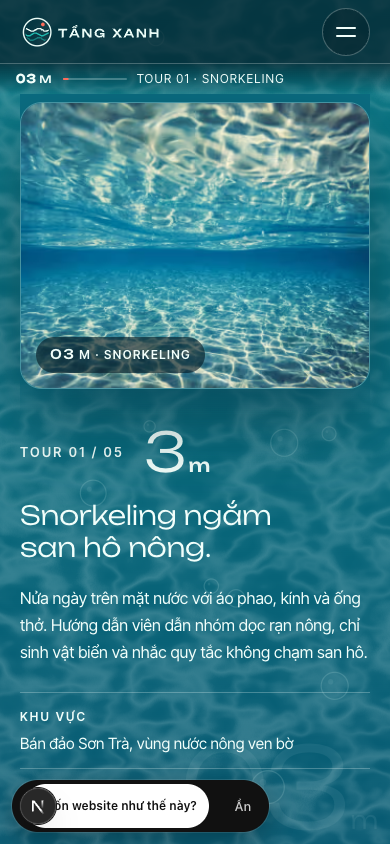 TẦNG XANH
03 M TOUR 01 · SNORKELING
03 M · SNORKELING
TOUR 01 / 05 3m
Snorkeling ngắm
san hô nông.
Nửa ngày trên mặt nước với áo phao, kính và ống
thở. Hướng dẫn viên dẫn nhóm dọc rạn nông, chỉ
sinh vật biển và nhắc quy tắc không chạm san hô.
KHU VỰC
Bán đảo Sơn Trà, vùng nước nông ven bờ
N website như thế này? Ẩn